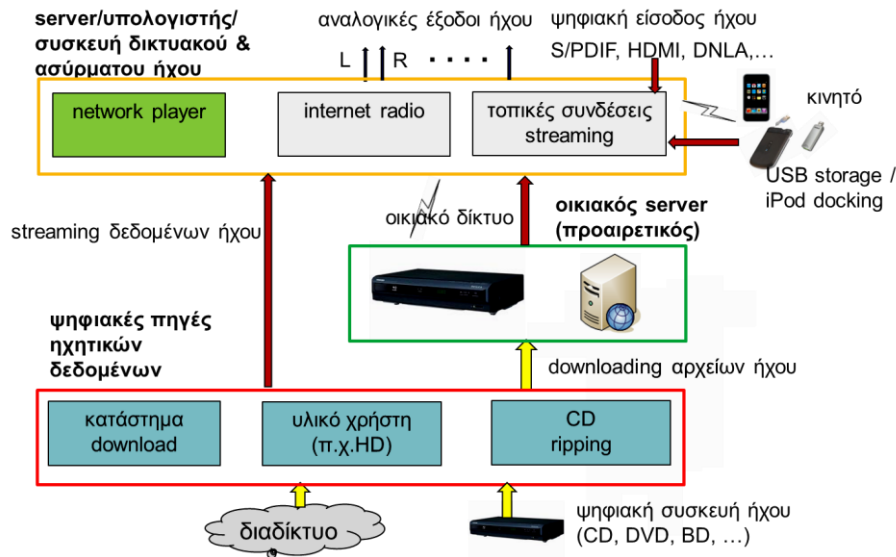 server/υπολογιστής/
συσκευή δικτυακού &
ασύρματου ήχου
αναλογικές έξοδοι ήχου
L
R
ψηφιακή είσοδος ήχου
S/PDIF, HDMI, DNLA,…
network player
internet radio
τοπικές συνδέσεις
streaming
κινητό
USB storage /
iPod docking
streaming δεδομένων ήχου
οικιακό δίκτυο
οικιακός server
(προαιρετικός)
ψηφιακές πηγές
ηχητικών
δεδομένων
downloading αρχείων ήχου
κατάστημα
download
υλικό χρήστη
(π.χ.HD)
CD
ripping
διαδίκτυο
ψηφιακή συσκευή ήχου
(CD, DVD, BD, …)